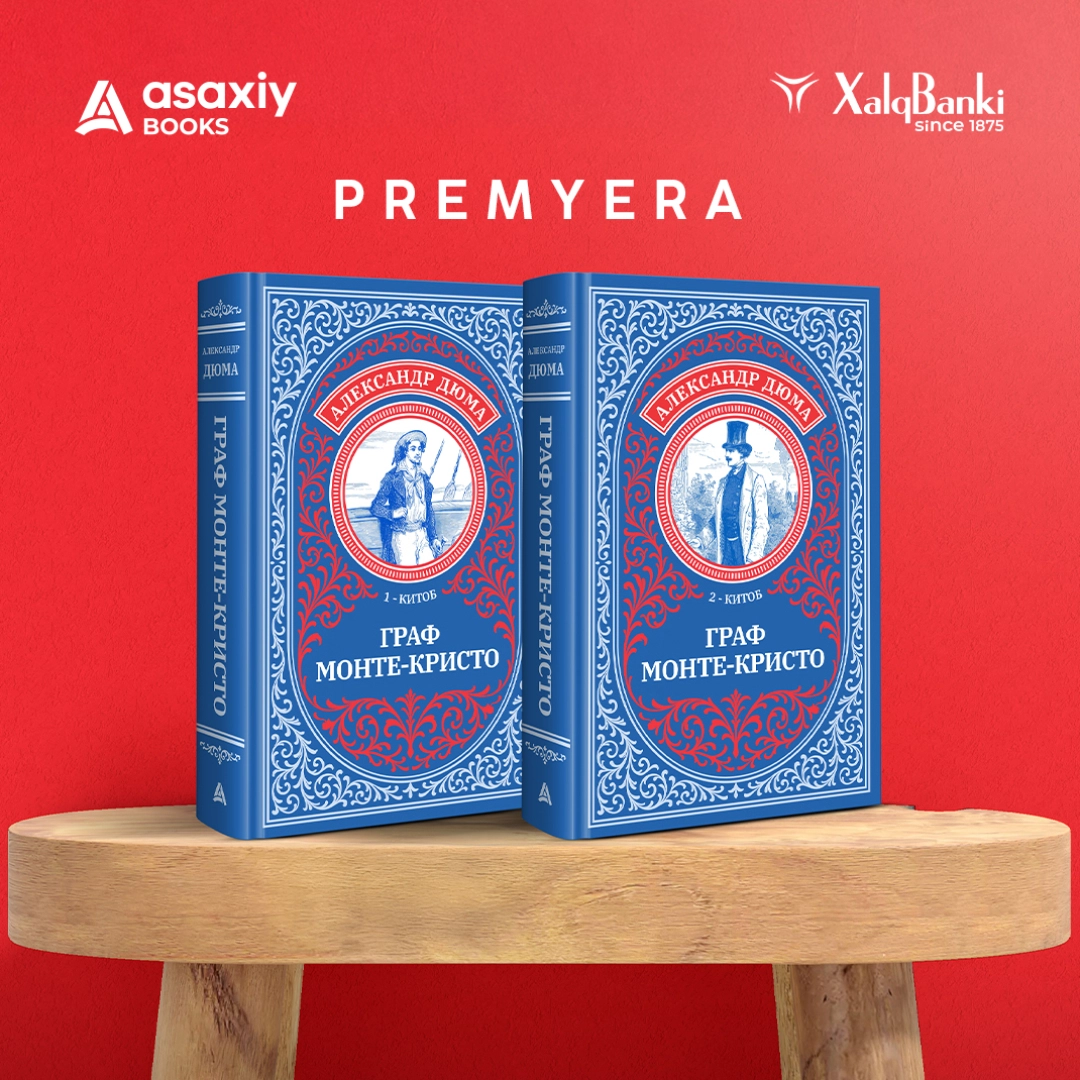 asaxiy
BOOKS
XalqBanki
since 1875
PREMYERA
АЛЕКСАНДР
ДЮМА
ГРАФ МОНТЕ-КРИСТО
АЛЕКСАНДР ДЮМА
1 - КИТОБ
ГРАФ
МОНТЕ-КРИСТО
АЛЕКСАНДР
ДЮМА
ГРАФ МОНТЕ-КРИСТО
АЛЕКСАНДР ДЮМА
2 - КИТОБ
ГРАФ
МОНТЕ-КРИСТО